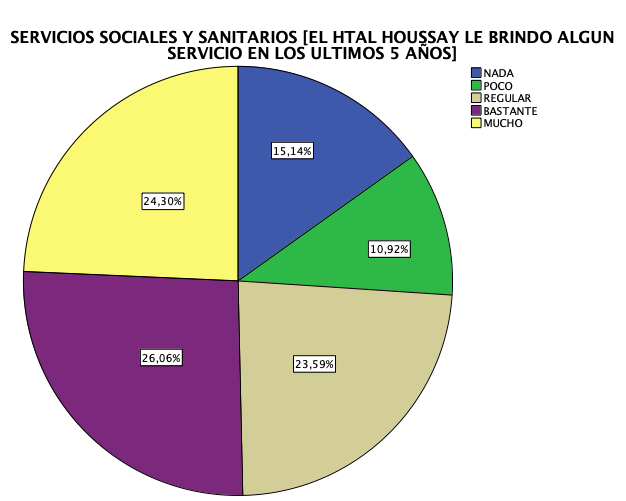 SERVICIOS SOCIALES Y SANITARIOS [EL HTAL HOUSSAY LE BRINDO ALGUN
SERVICIO EN LOS ULTIMOS 5 AÑOS]
NADA
POCO
REGULAR
BASTANTE
MUCHO
15,14%
24,30%
10,92%
26,06%
23,59%